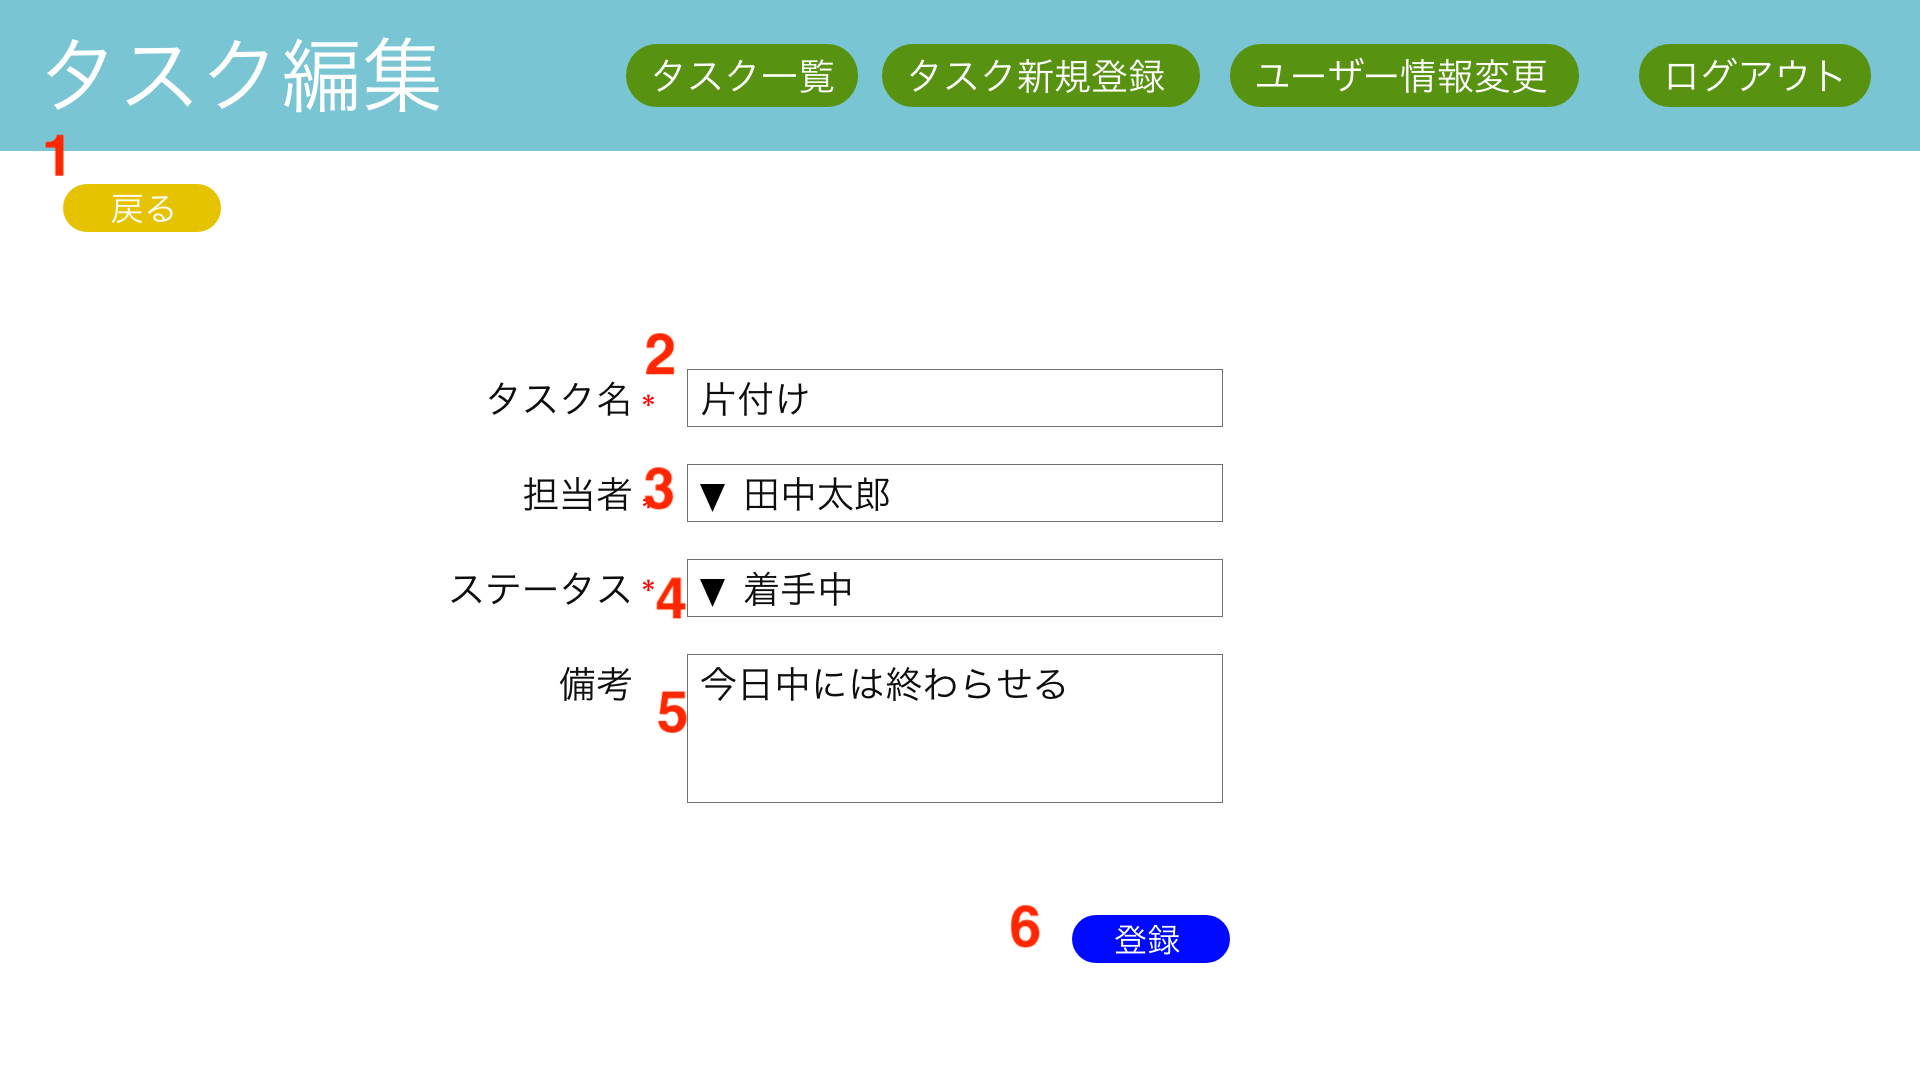 タスク編集
タスク一覧
タスク新規登録
ユーザー情報変更
ログアウト
1
戻る
2
タスク名 * 片付け
担当者 * 3 ▼ 田中太郎
ステータス * 4 ▼ 着手中
備考 5 今日中には終わらせる
6 登録